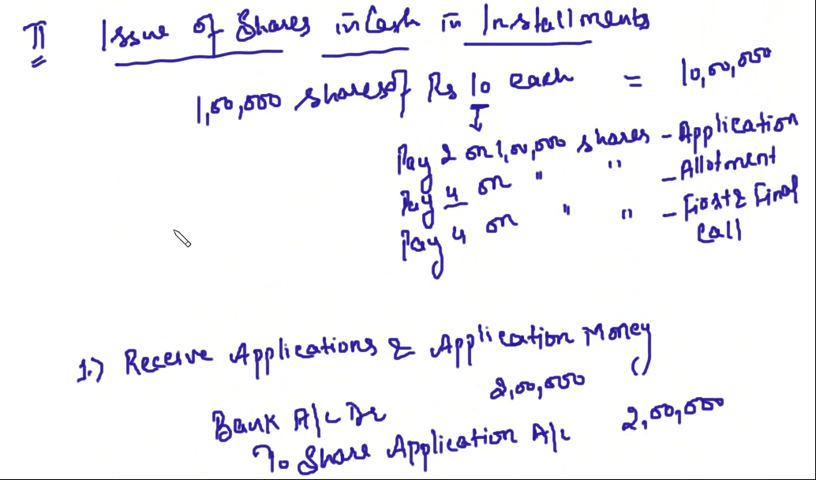 II Issue of Shares in Cash in Installments
1,00,000 shares of Rs 10 each = 10,00,000
Pay 2 on 1,00,000 shares - Application
Pay 4 on " " - Allotment
Pay 4 on " " - First & Final
Call
1.) Receive Applications & Application Money
Bank A/c Dr 2,00,000
To Share Application A/c 2,00,000